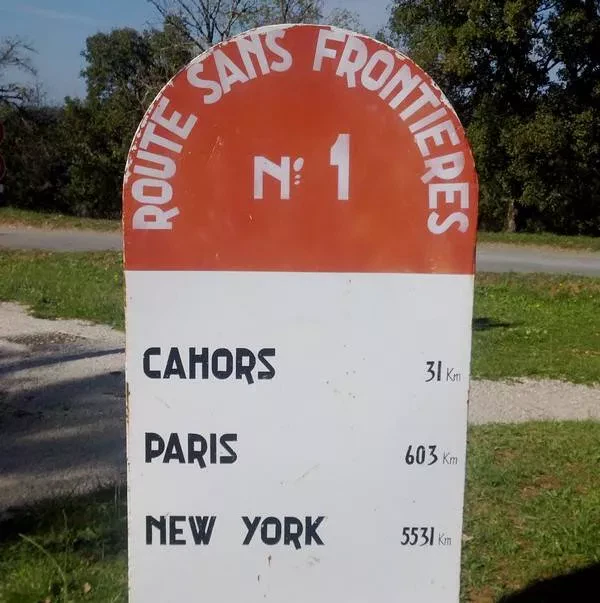 ROUTE SANS FRONTIERES
N: 1
CAHORS 31 Km
PARIS 603 Km
NEW YORK 5531 Km